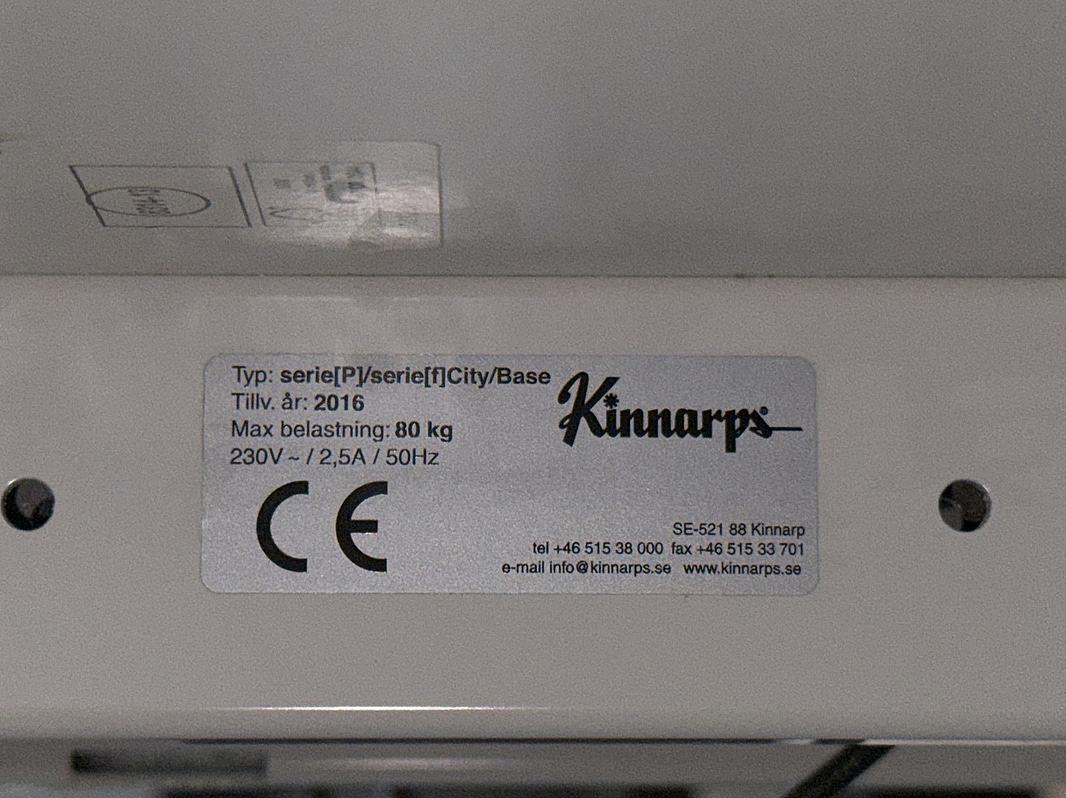 Typ: serie[P]/serie[f]City/Base
Tillv. år: 2016
Max belastning: 80 kg
230V ~ / 2,5A / 50Hz
Kinnarps
CE
SE-521 88 Kinnarp
tel +46 515 38 000 fax +46 515 33 701
e-mail info@kinnarps.se www.kinnarps.se